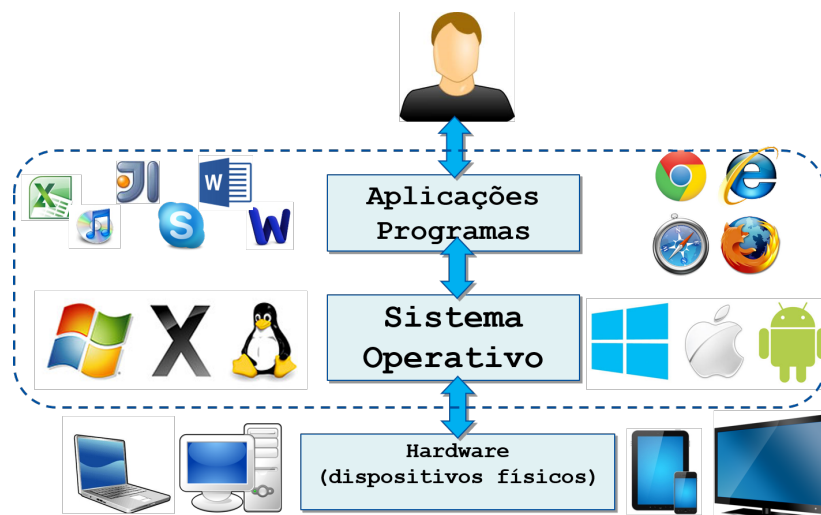 Aplicações
Programas
Sistema
Operativo
Hardware
(dispositivos físicos)